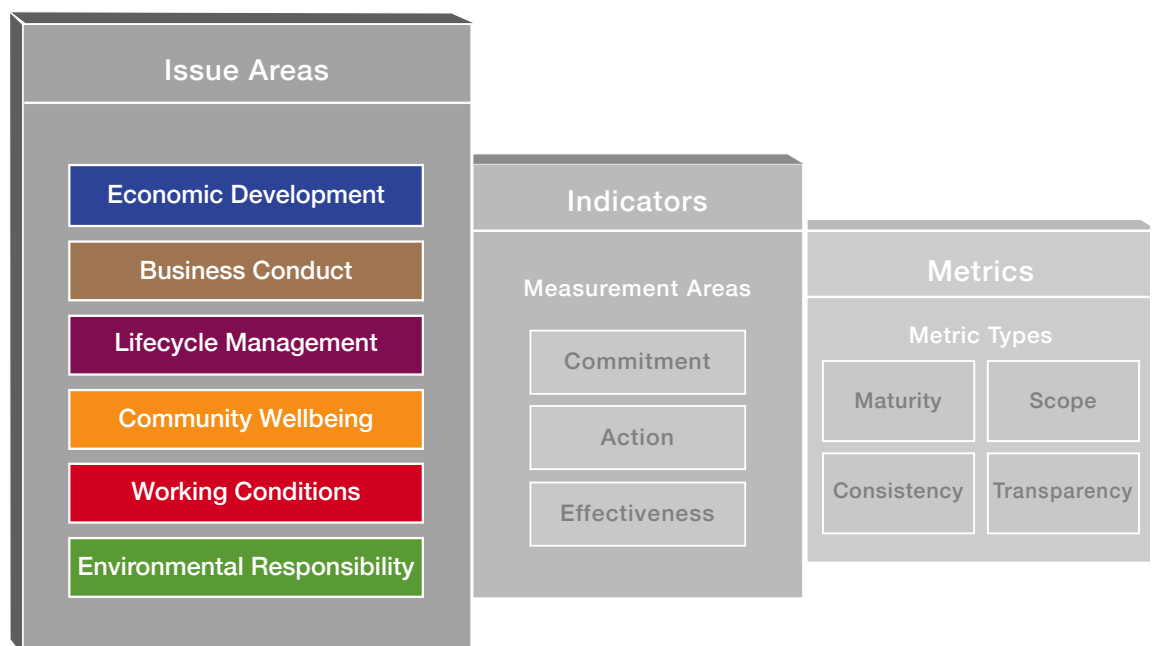 Issue Areas
Economic Development
Business Conduct
Lifecycle Management
Community Wellbeing
Working Conditions
Environmental Responsibility
Indicators
Measurement Areas
Commitment
Action
Effectiveness
Metrics
Metric Types
Maturity
Scope
Consistency
Transparency